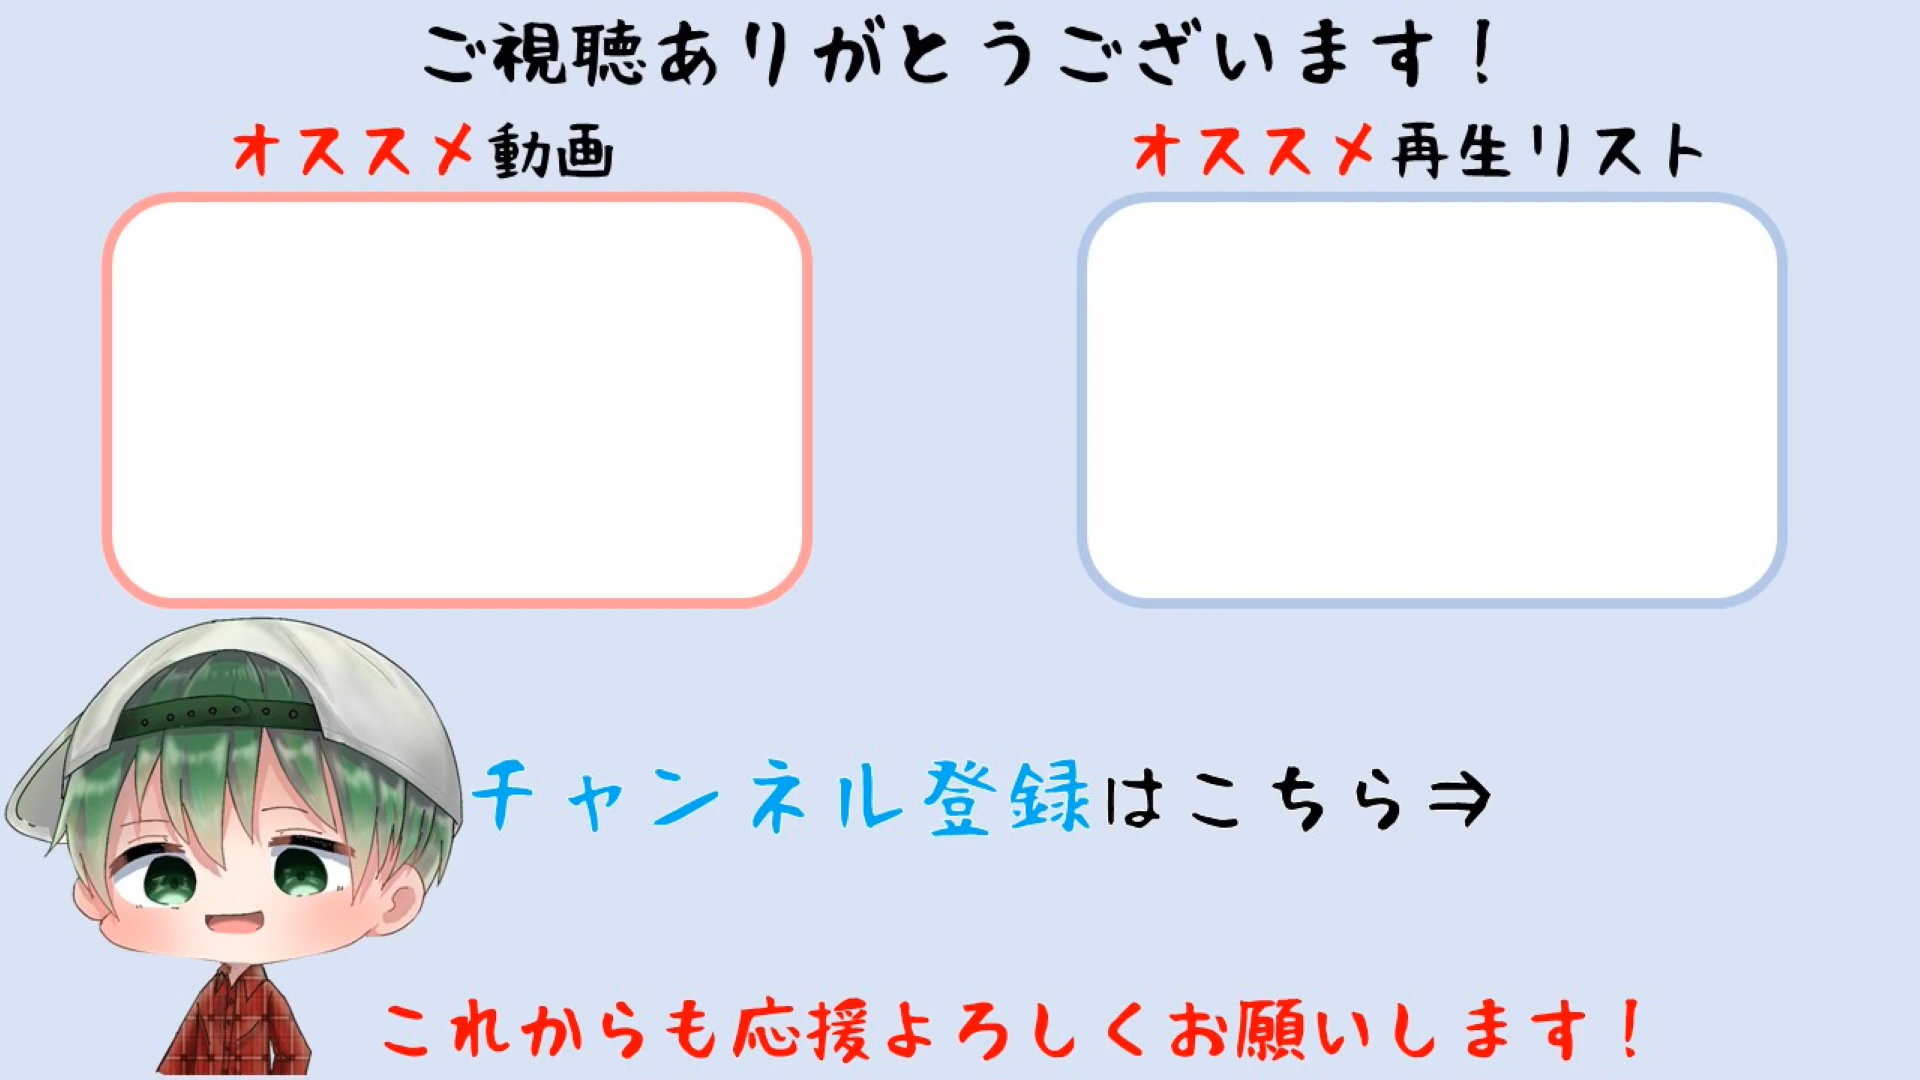 ご視聴ありがとうございます！
オススメ動画
オススメ再生リスト
チャンネル登録はこちら⇒
これからも応援よろしくお願いします！